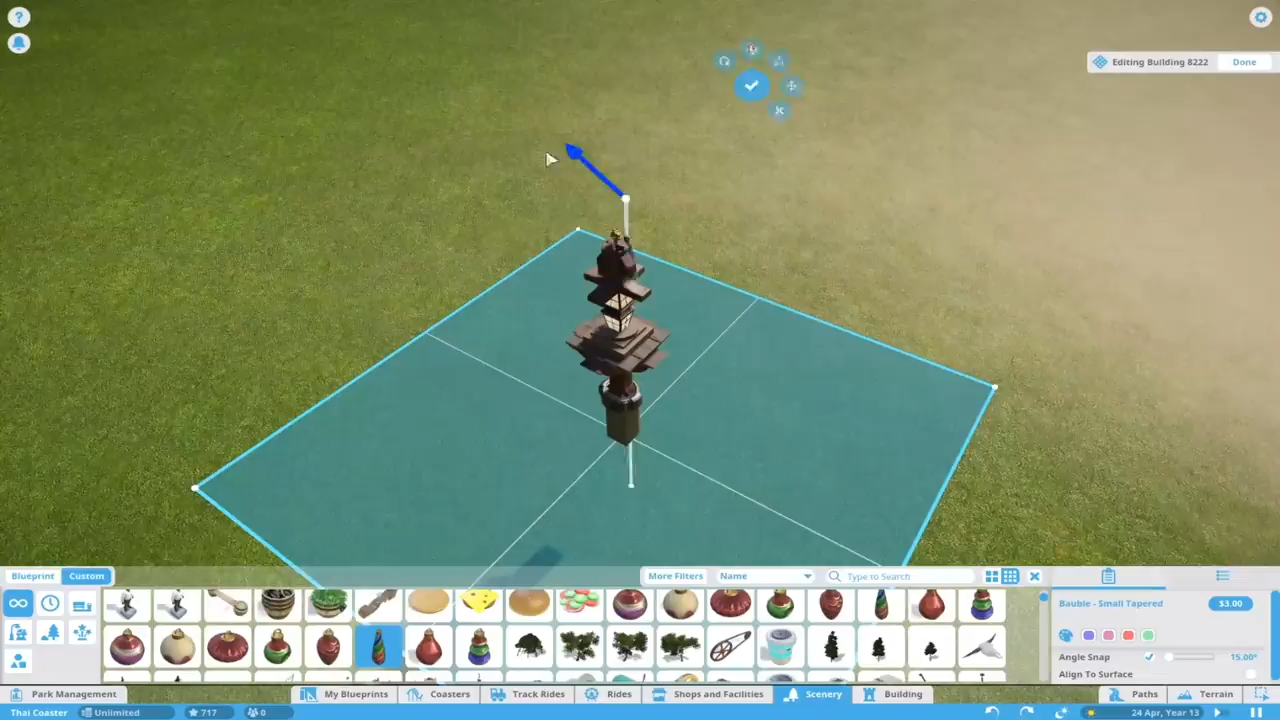 ?
Editing Building 8222 Done
Blueprint Custom More Filters Name Type to Search
Bauble - Small Tapered $3.00
Angle Snap 15.00°
Align To Surface
Park Management My Blueprints Coasters Track Rides Rides Shops and Facilities Scenery Building Paths Terrain
Thai Coaster Unlimited 717 0 24 Apr, Year 13